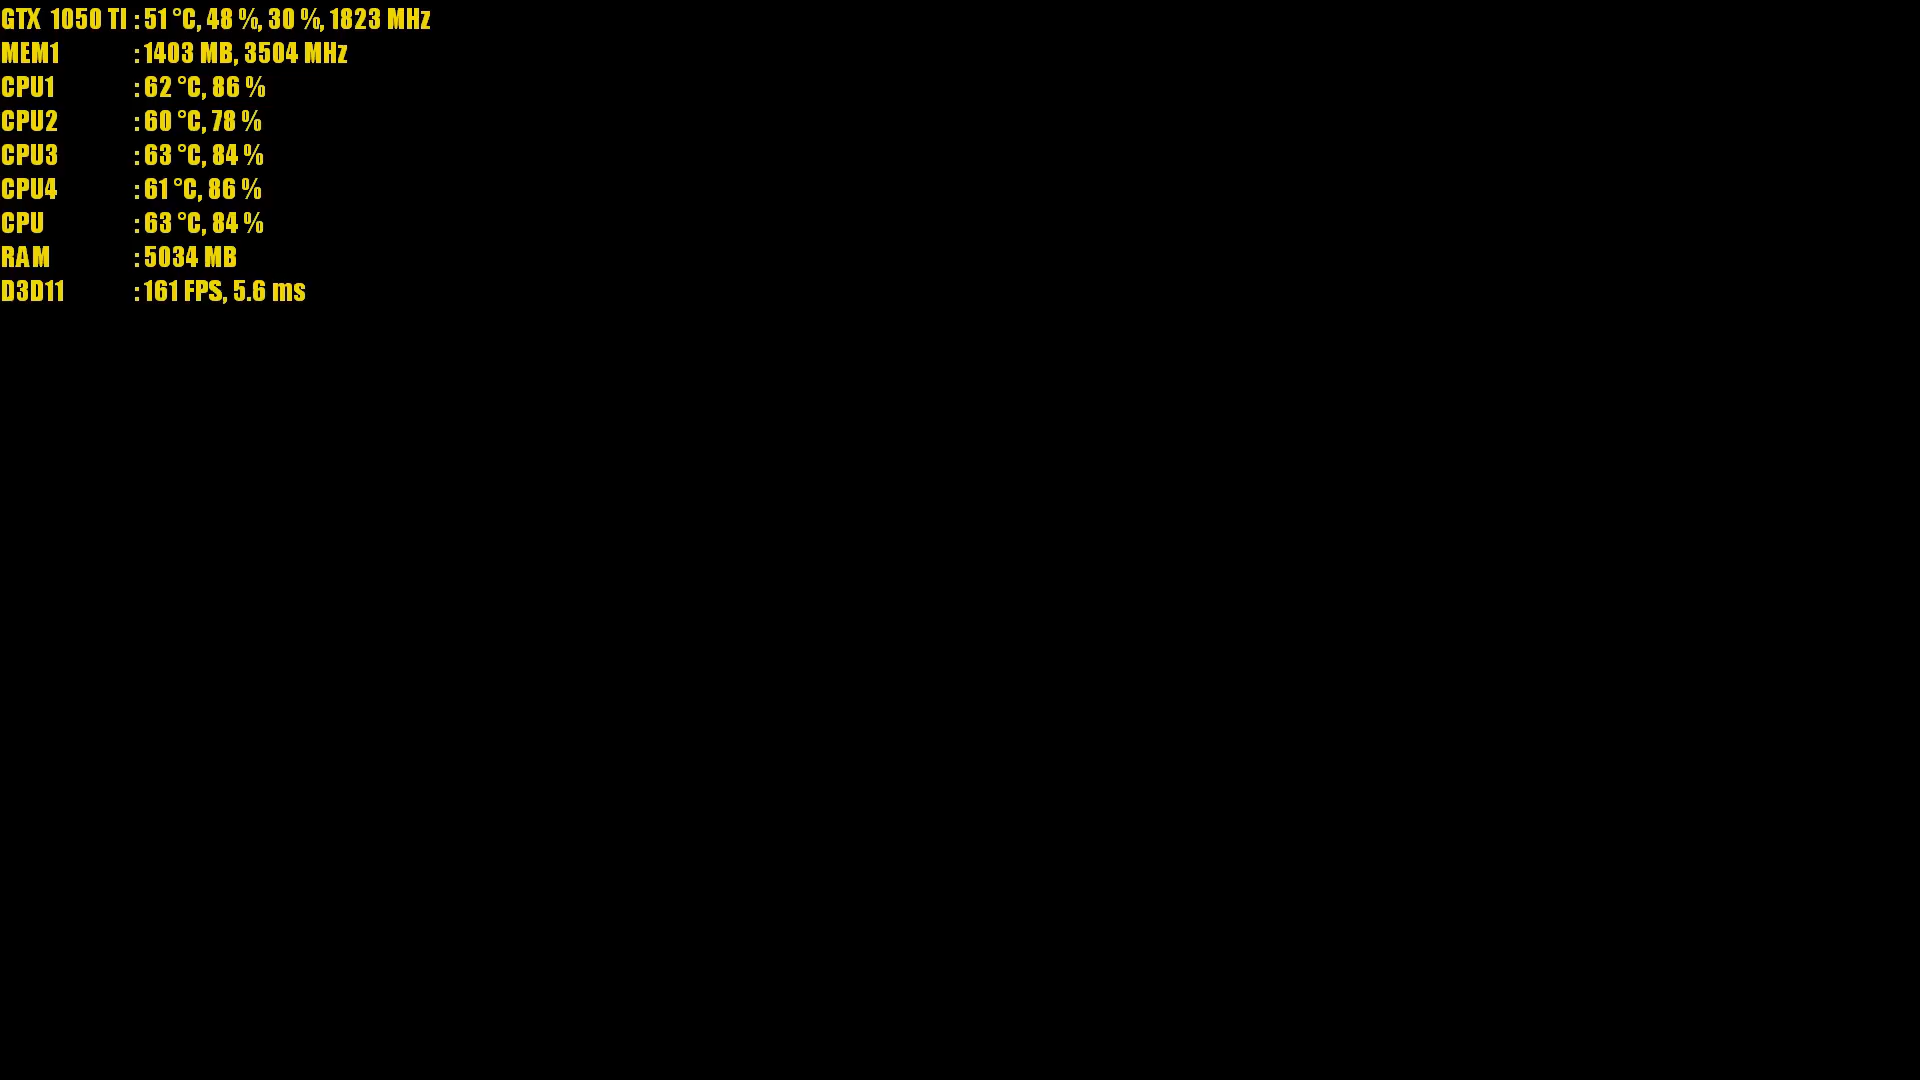 GTX 1050 TI : 51 °C, 48 %, 30 %, 1823 MHz
MEM1 : 1403 MB, 3504 MHz
CPU1 : 62 °C, 86 %
CPU2 : 60 °C, 78 %
CPU3 : 63 °C, 84 %
CPU4 : 61 °C, 86 %
CPU : 63 °C, 84 %
RAM : 5034 MB
D3D11 : 161 FPS, 5.6 ms